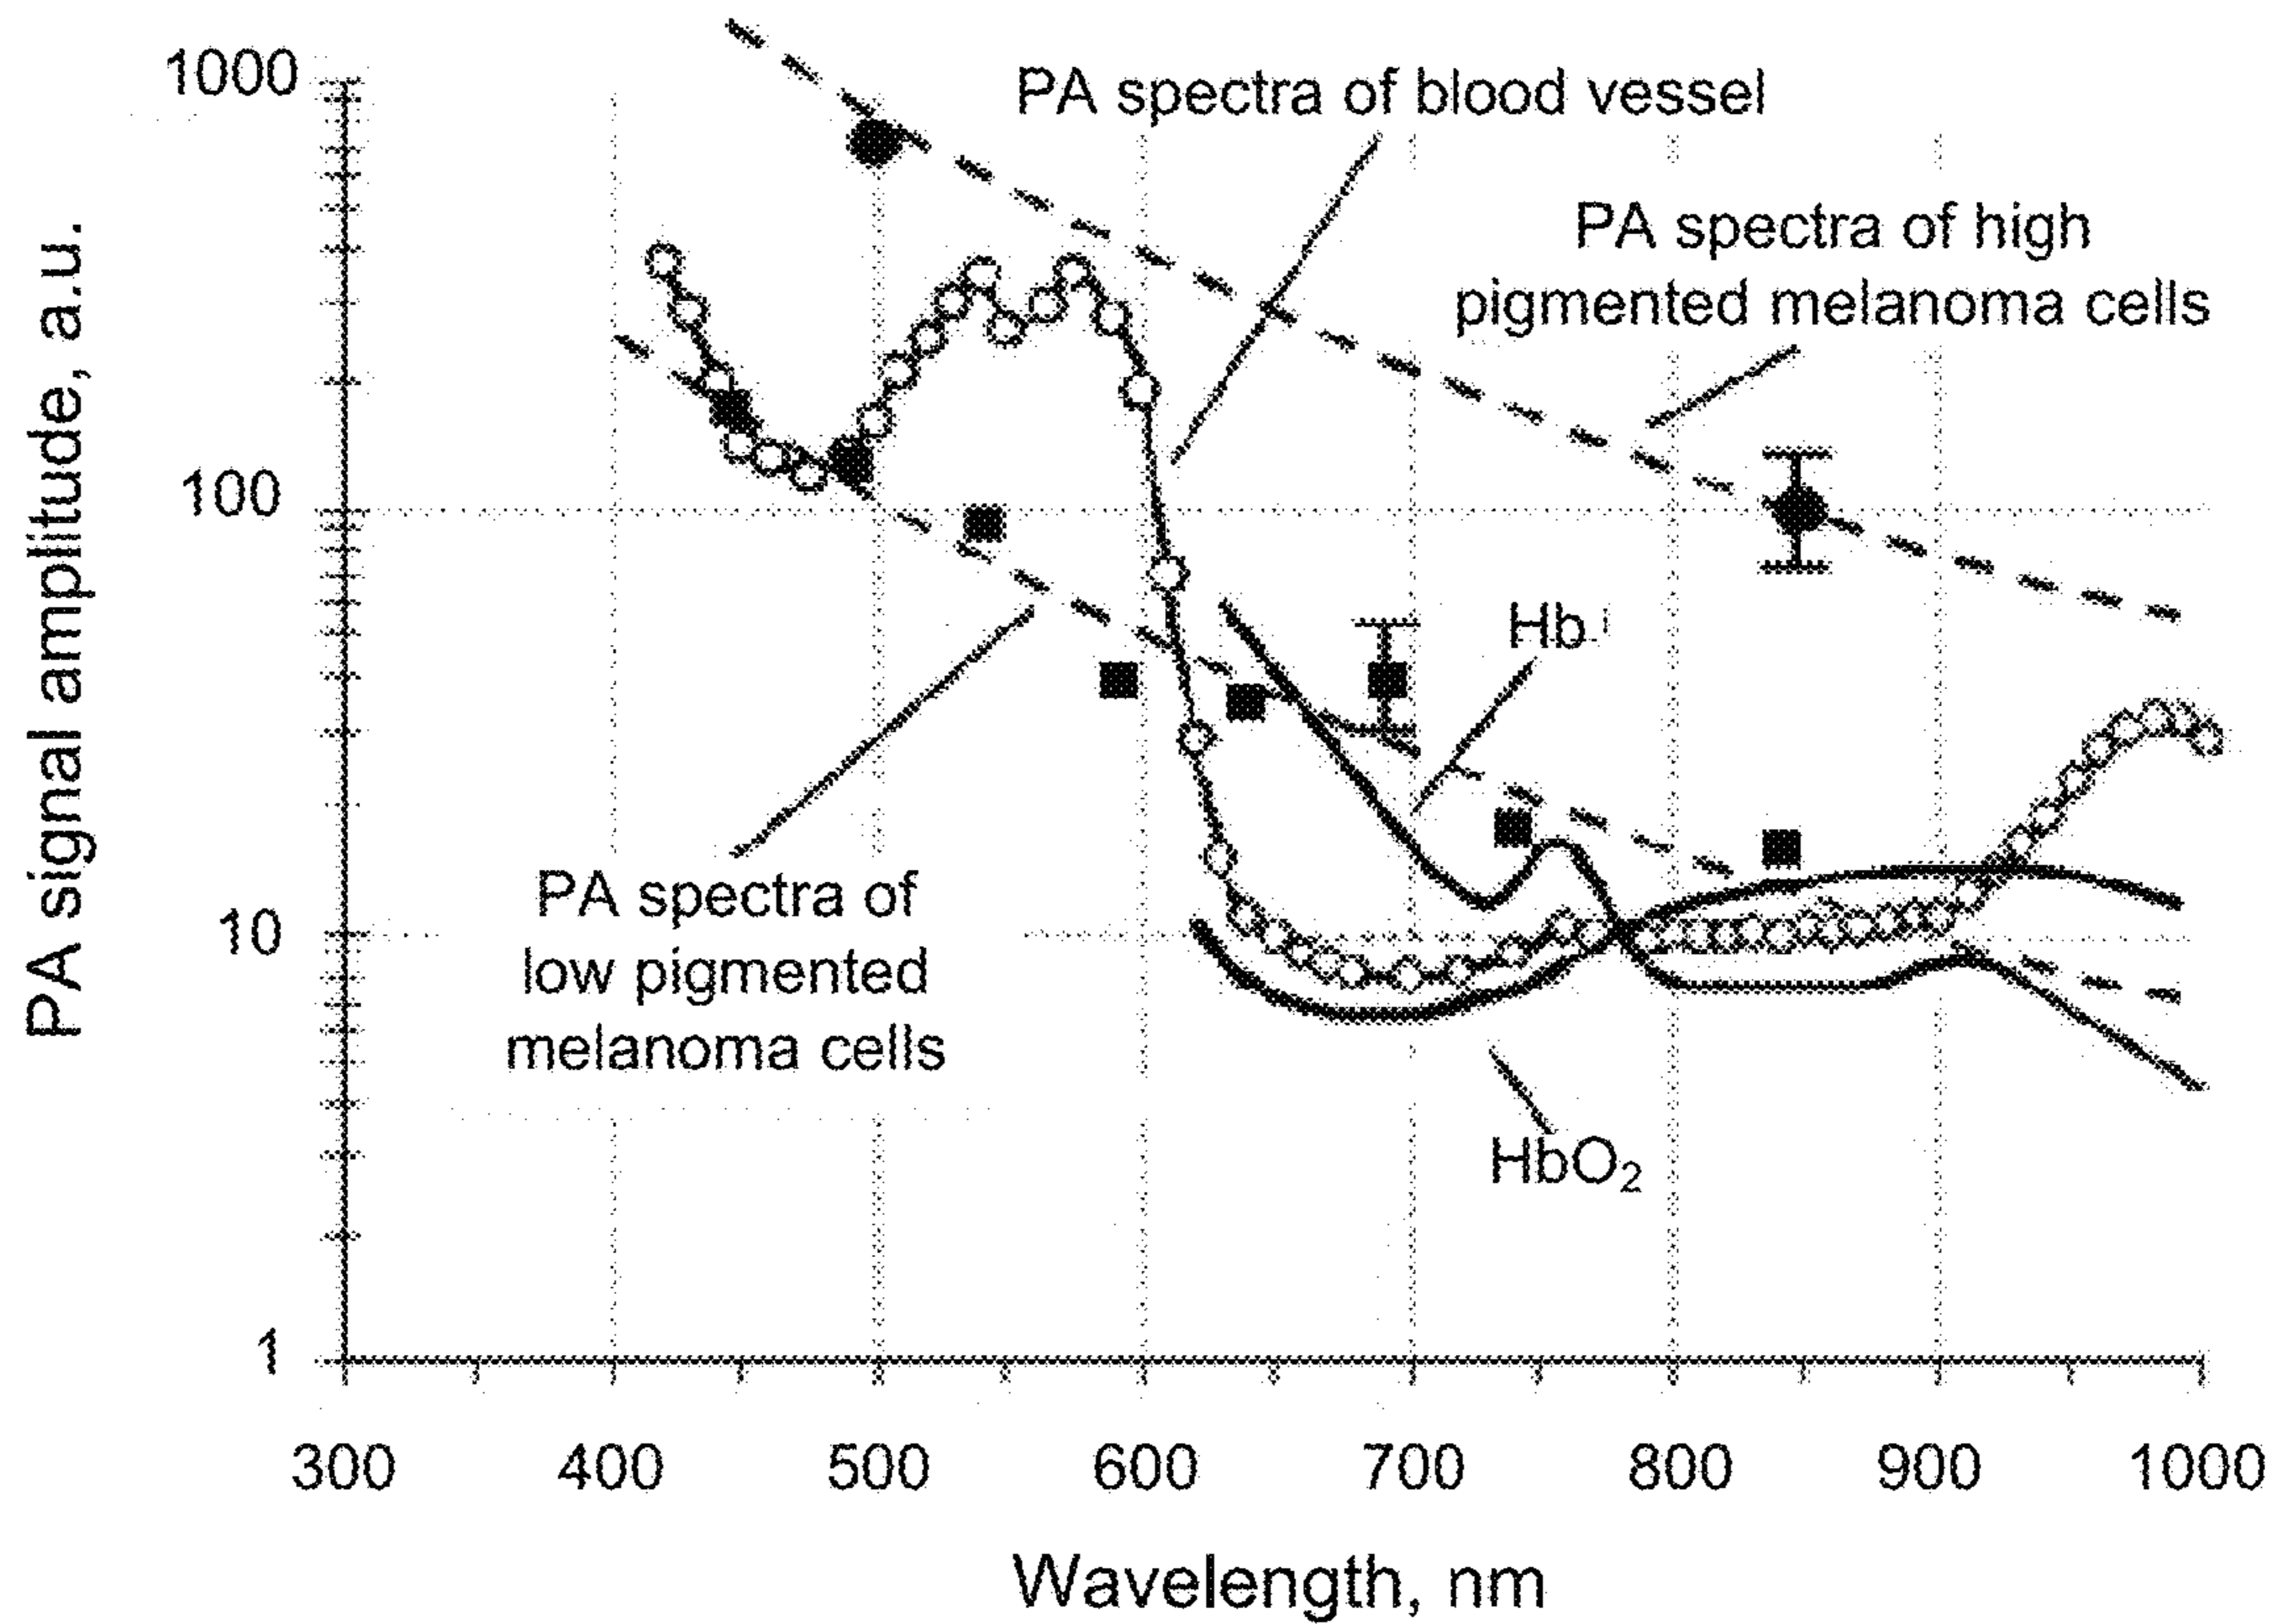 1000
100
10
1
PA signal amplitude, a.u.
PA spectra of blood vessel
PA spectra of high
pigmented melanoma cells
Hb
PA spectra of
low pigmented
melanoma cells
HbO₂
300 400 500 600 700 800 900 1000
Wavelength, nm